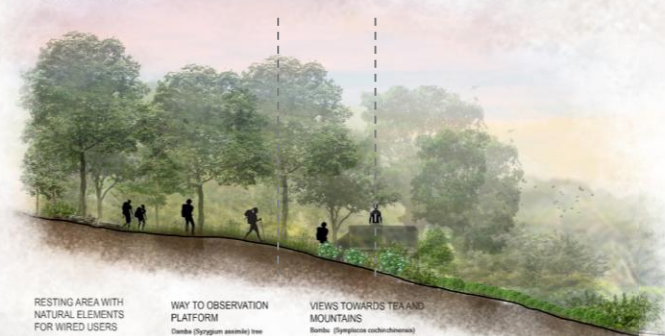 RESTING AREA WITH
NATURAL ELEMENTS
FOR WIRED USERS
WAY TO OBSERVATION
PLATFORM
Damba (Syzygium assimile) tree
VIEWS TOWARDS TEA AND
MOUNTAINS
Bombu (Symplocos cochinchinensis)